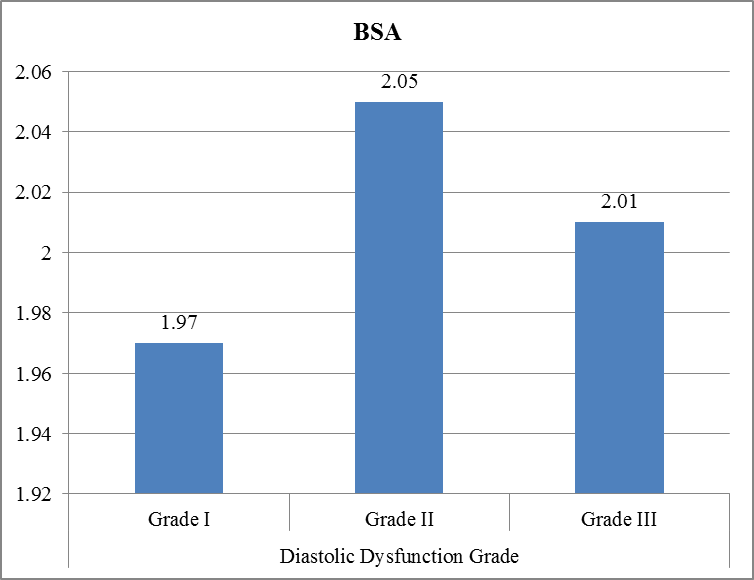 BSA
2.06
2.04
2.02
2
1.98
1.96
1.94
1.92
1.97
2.05
2.01
Grade I
Grade II
Grade III
Diastolic Dysfunction Grade